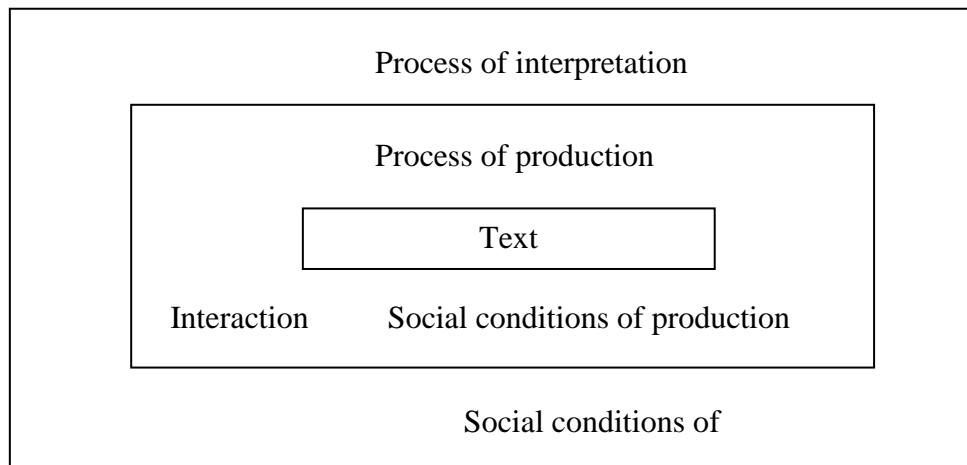 Process of interpretation
Process of production
Text
Interaction Social conditions of production
Social conditions of